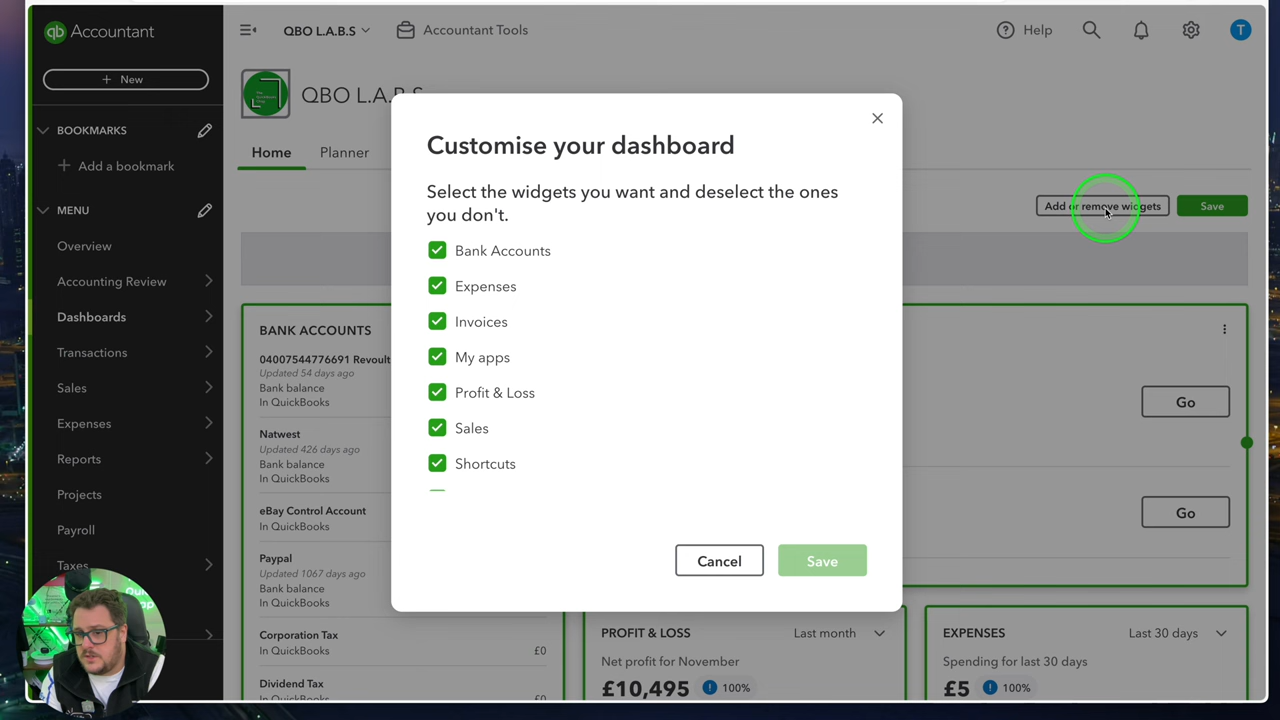 qb Accountant
QBO L.A.B.S
Accountant Tools
Help
T
+ New
BOOKMARKS
+ Add a bookmark
MENU
Overview
Accounting Review
Dashboards
Transactions
Sales
Expenses
Reports
Projects
Payroll
Taxes
QBO L.A.B.S
Home
Planner
Add or remove widgets
Save
Customise your dashboard
Select the widgets you want and deselect the ones
you don't.
Bank Accounts
Expenses
Invoices
My apps
Profit & Loss
Sales
Shortcuts
Cancel
Save
BANK ACCOUNTS
04007544776691 Revoult
Updated 54 days ago
Bank balance
In QuickBooks
Natwest
Updated 426 days ago
Bank balance
In QuickBooks
eBay Control Account
In QuickBooks
Paypal
Updated 1067 days ago
Bank balance
In QuickBooks
Corporation Tax
In QuickBooks
£0
Dividend Tax
In QuickBooks
£0
Go
Go
PROFIT & LOSS
Last month
Net profit for November
£10,495
100%
EXPENSES
Last 30 days
Spending for last 30 days
£5
100%